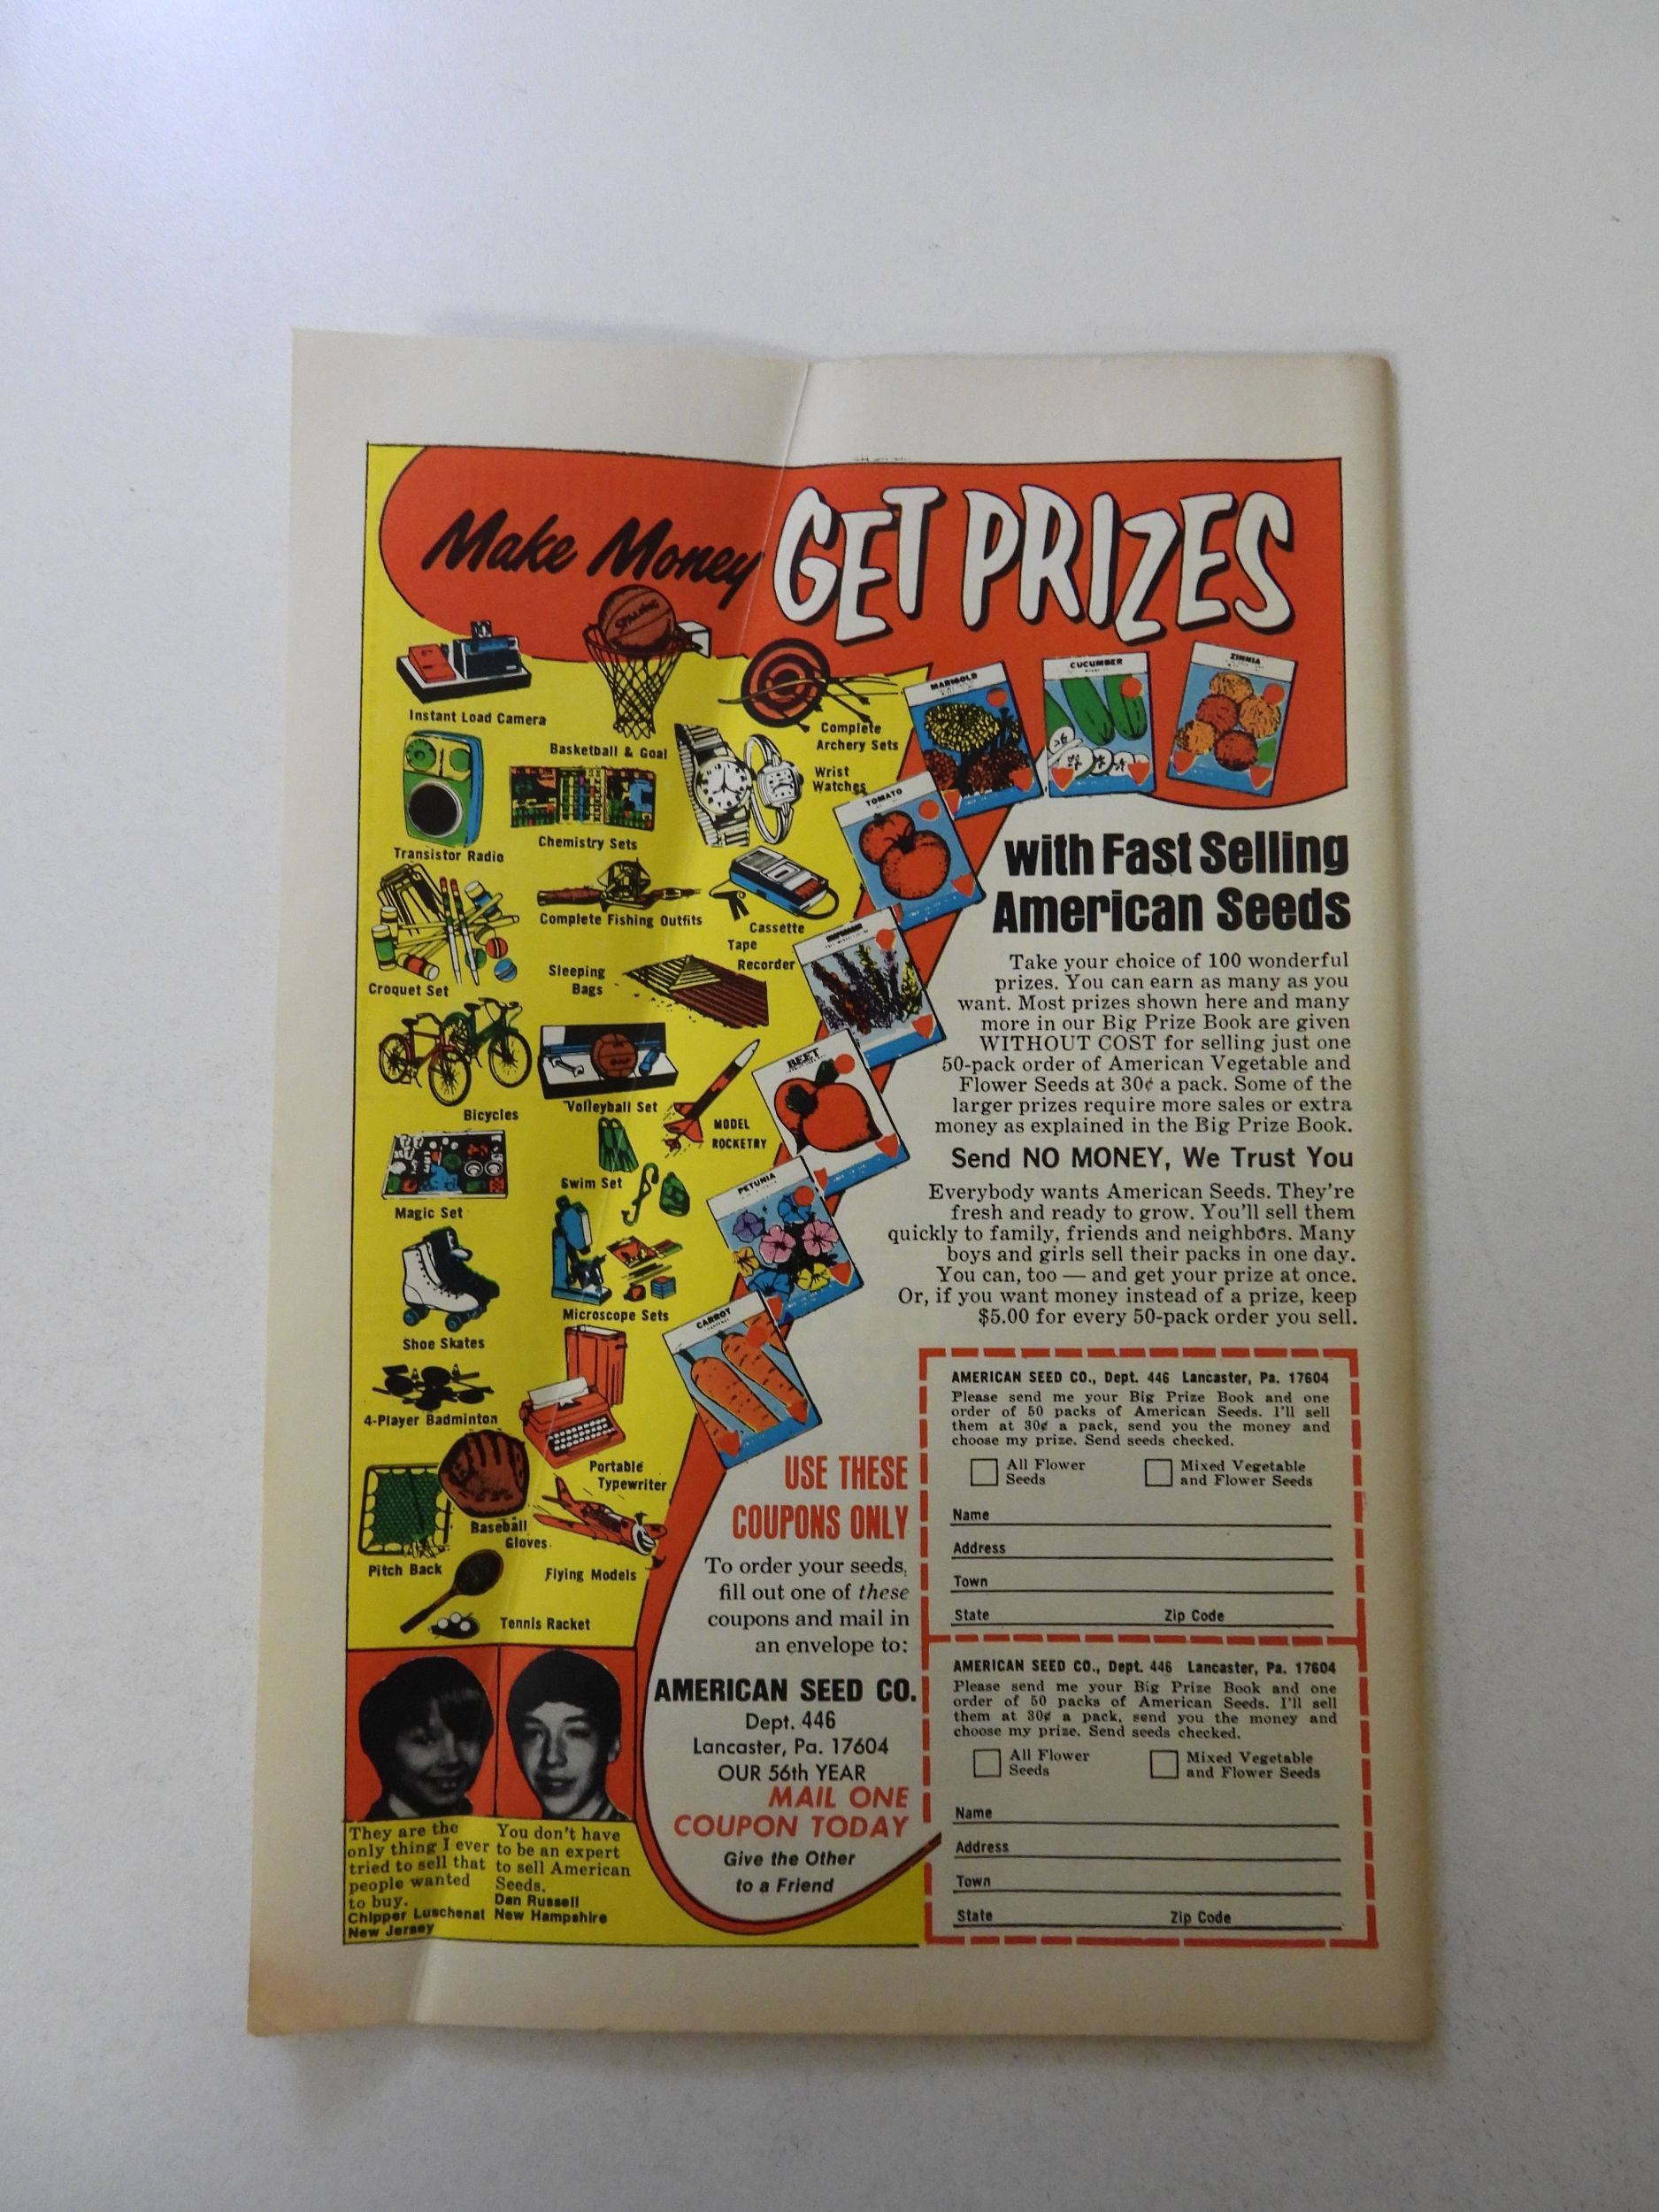 Make Money GET PRIZES
SPALDING
Instant Load Camera
Basketball & Goal
Complete
Archery Sets
Transistor Radio
Chemistry Sets
Wrist
Watches
Croquet Set
Complete Fishing Outfits
Cassette
Tape
Recorder
Sleeping
Bags
Bicycles
Volleyball Set
MODEL
ROCKETRY
Magic Set
Swim Set
Shoe Skates
Microscope Sets
4-Player Badminton
Portable
Typewriter
Pitch Back
Baseball
Gloves
Flying Models
Tennis Racket
MARIGOLD
CUCUMBER
ZINNIA
TOMATO
BEET
PETUNIA
CARROT
with Fast Selling
American Seeds
Take your choice of 100 wonderful
prizes. You can earn as many as you
want. Most prizes shown here and many
more in our Big Prize Book are given
WITHOUT COST for selling just one
50-pack order of American Vegetable and
Flower Seeds at 30¢ a pack. Some of the
larger prizes require more sales or extra
money as explained in the Big Prize Book.
Send NO MONEY, We Trust You
Everybody wants American Seeds. They're
fresh and ready to grow. You'll sell them
quickly to family, friends and neighbors. Many
boys and girls sell their packs in one day.
You can, too — and get your prize at once.
Or, if you want money instead of a prize, keep
$5.00 for every 50-pack order you sell.
USE THESE
COUPONS ONLY
To order your seeds,
fill out one of these
coupons and mail in
an envelope to:
AMERICAN SEED CO.
Dept. 446
Lancaster, Pa. 17604
OUR 56th YEAR
MAIL ONE
COUPON TODAY
Give the Other
to a Friend
AMERICAN SEED CO., Dept. 446 Lancaster, Pa. 17604
Please send me your Big Prize Book and one
order of 50 packs of American Seeds. I'll sell
them at 30¢ a pack, send you the money and
choose my prize. Send seeds checked.
All Flower
Seeds
Mixed Vegetable
and Flower Seeds
Name
Address
Town
State Zip Code
AMERICAN SEED CO., Dept. 446 Lancaster, Pa. 17604
Please send me your Big Prize Book and one
order of 50 packs of American Seeds. I'll sell
them at 30¢ a pack, send you the money and
choose my prize. Send seeds checked.
All Flower
Seeds
Mixed Vegetable
and Flower Seeds
Name
Address
Town
State Zip Code
They are the
only thing I ever
tried to sell that
people wanted
to buy.
Chipper Luschenat
New Jersey
You don't have
to be an expert
to sell American
Seeds.
Dan Russell
New Hampshire